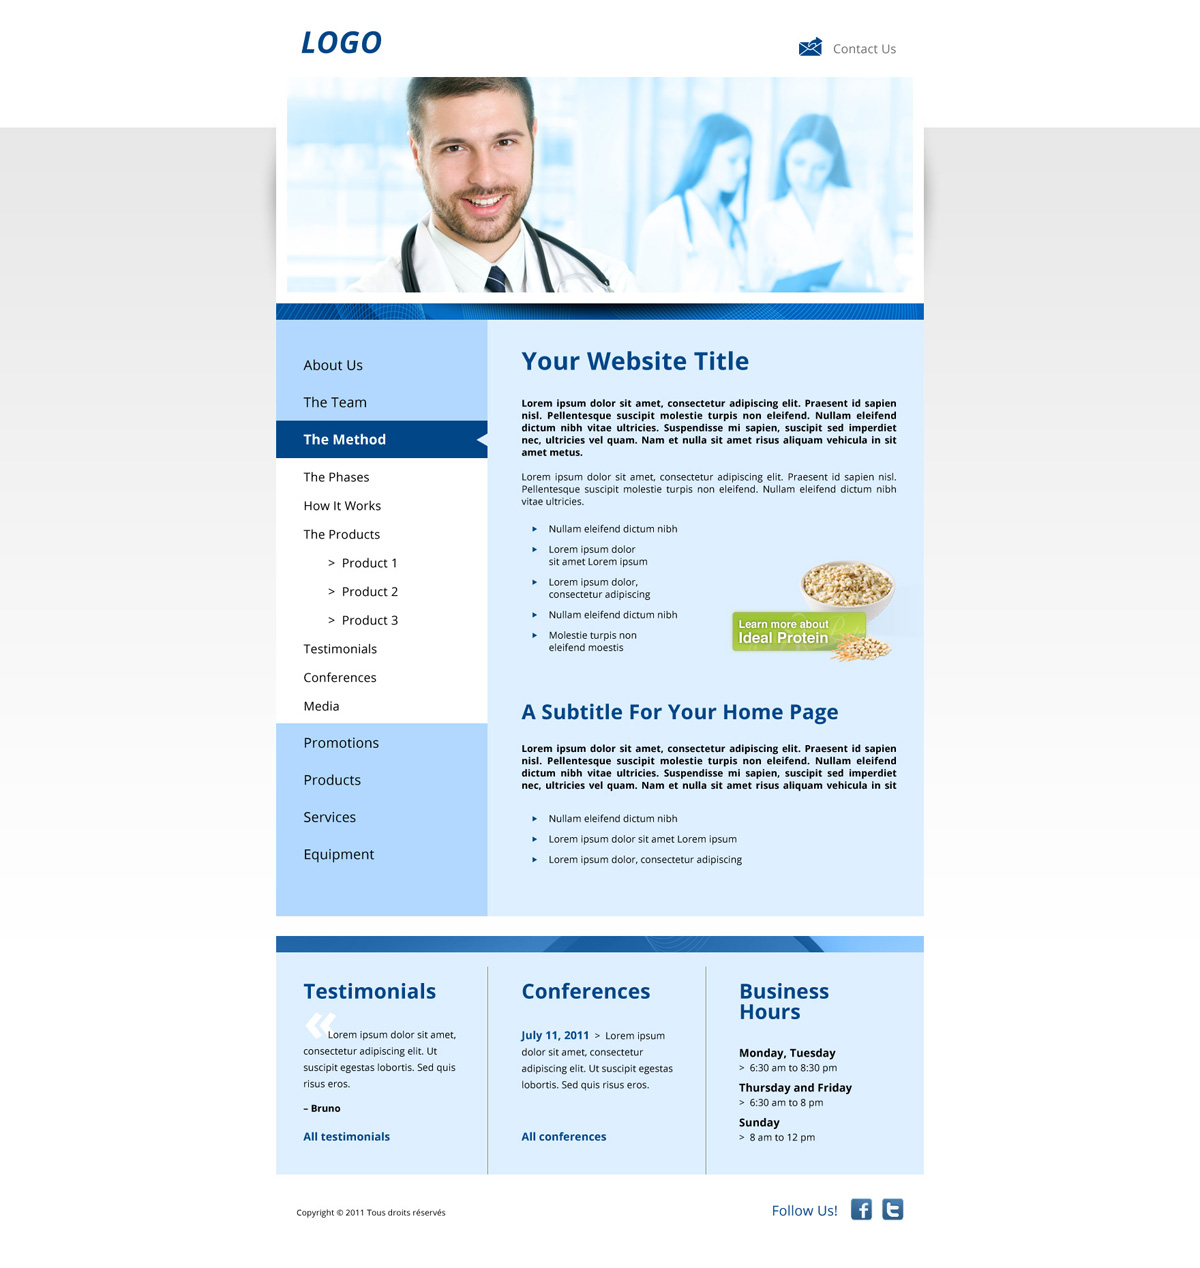 LOGO
Contact Us
About Us
The Team
The Method
The Phases
How It Works
The Products
> Product 1
> Product 2
> Product 3
Testimonials
Conferences
Media
Promotions
Products
Services
Equipment
Your Website Title
Lorem ipsum dolor sit amet, consectetur adipiscing elit. Praesent id sapien
nisl. Pellentesque suscipit molestie turpis non eleifend. Nullam eleifend
dictum nibh vitae ultricies. Suspendisse mi sapien, suscipit sed imperdiet
nec, ultricies vel quam. Nam et nulla sit amet risus aliquam vehicula in sit
amet metus.
Lorem ipsum dolor sit amet, consectetur adipiscing elit. Praesent id sapien nisl.
Pellentesque suscipit molestie turpis non eleifend. Nullam eleifend dictum nibh
vitae ultricies.
Nullam eleifend dictum nibh
Lorem ipsum dolor
sit amet Lorem ipsum
Lorem ipsum dolor,
consectetur adipiscing
Nullam eleifend dictum nibh
Molestie turpis non
eleifend moestis
Learn more about
Ideal Protein
A Subtitle For Your Home Page
Lorem ipsum dolor sit amet, consectetur adipiscing elit. Praesent id sapien
nisl. Pellentesque suscipit molestie turpis non eleifend. Nullam eleifend
dictum nibh vitae ultricies. Suspendisse mi sapien, suscipit sed imperdiet
nec, ultricies vel quam. Nam et nulla sit amet risus aliquam vehicula in sit
Nullam eleifend dictum nibh
Lorem ipsum dolor sit amet Lorem ipsum
Lorem ipsum dolor, consectetur adipiscing
Testimonials
« Lorem ipsum dolor sit amet,
consectetur adipiscing elit. Ut
suscipit egestas lobortis. Sed quis
risus eros.
– Bruno
All testimonials
Conferences
July 11, 2011 > Lorem ipsum
dolor sit amet, consectetur
adipiscing elit. Ut suscipit egestas
lobortis. Sed quis risus eros.
All conferences
Business
Hours
Monday, Tuesday
> 6:30 am to 8:30 pm
Thursday and Friday
> 6:30 am to 8 pm
Sunday
> 8 am to 12 pm
Copyright © 2011 Tous droits réservés
Follow Us!
f
t